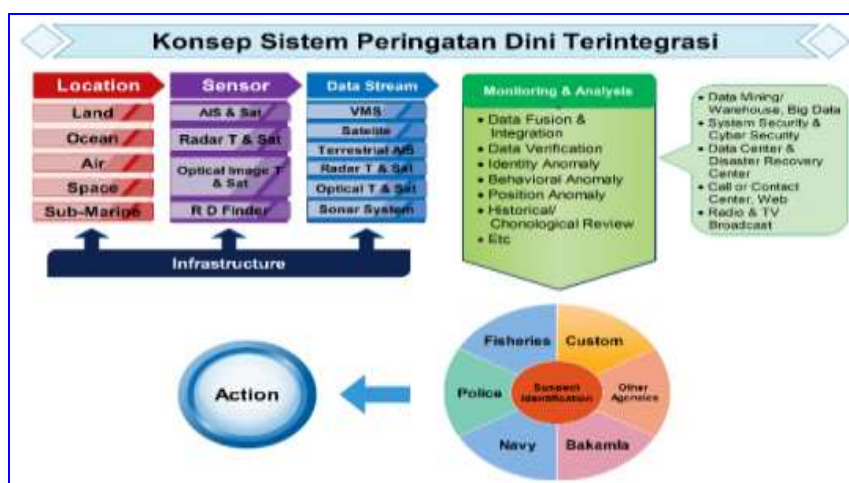 Konsep Sistem Peringatan Dini Terintegrasi
Location
Land
Ocean
Air
Space
Sub-Marine
Sensor
AIS & Sat
Radar T & Sat
Optical Image T
& Sat
R D Finder
Data Stream
VMS
Satelite
Terrestrial AIS
Radar T & Sat
Optical T & Sat
Sonar System
Infrastructure
Monitoring & Analysis
• Data Fusion &
Integration
• Data Verification
• Identity Anomaly
• Behavioral Anomaly
• Position Anomaly
• Historical/
Chonological Review
• Etc
• Data Mining/
Warehouse, Big Data
• System Security &
Cyber Security
• Data Center &
Disaster Recovery
Center
• Call or Contact
Center, Web
• Radio & TV
Broadcast
Action
Fisheries
Custom
Police
Suspect
Identification
Other
Agencies
Navy
Bakamla